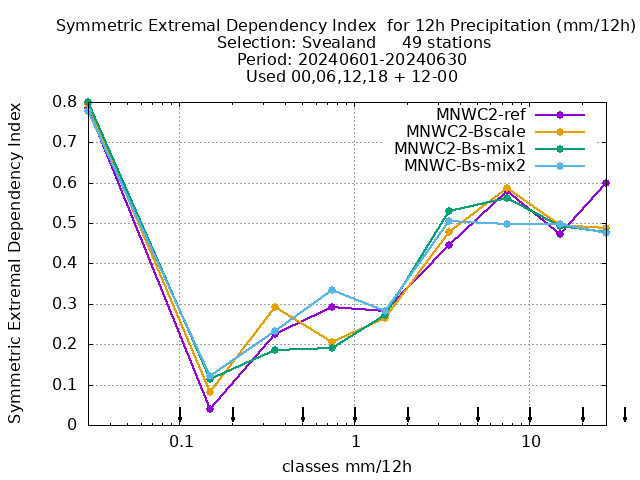 Symmetric Extremal Dependency Index  for 12h Precipitation (mm/12h)
Selection: Svealand     49 stations
Period: 20240601-20240630
Used 00,06,12,18 + 12-00
Symmetric Extremal Dependency Index
0.8
0.7
0.6
0.5
0.4
0.3
0.2
0.1
0
MNWC2-ref
MNWC2-Bscale
MNWC2-Bs-mix1
MNWC-Bs-mix2
0.1 1 10
classes mm/12h